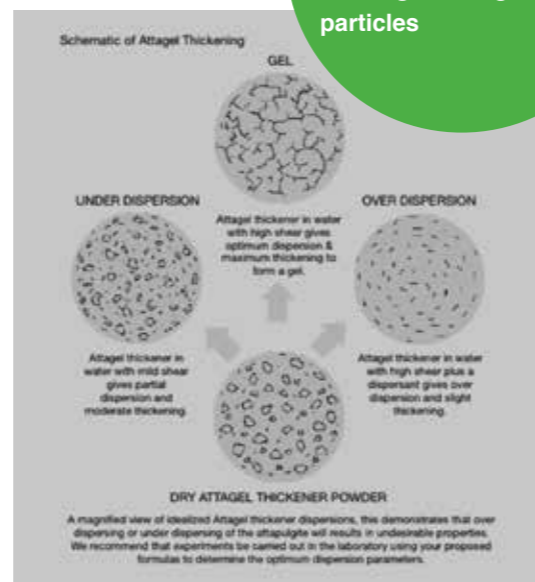 particles
Schematic of Attagel Thickening
GEL
UNDER DISPERSION
OVER DISPERSION
Attagel thickener in water
with high shear gives
optimum dispersion &
maximum thickening to
form a gel.
Attagel thickener in
water with mild shear
gives partial
dispersion and
moderate thickening.
Attagel thickener in water
with high shear plus a
dispersant gives over
dispersion and slight
thickening.
DRY ATTAGEL THICKENER POWDER
A magnified view of idealized Attagel thickener dispersions, this demonstrates that over
dispersing or under dispersing of the attapulgite will results in undesirable properties.
We recommend that experiments be carried out in the laboratory using your proposed
formulas to determine the optimum dispersion parameters.